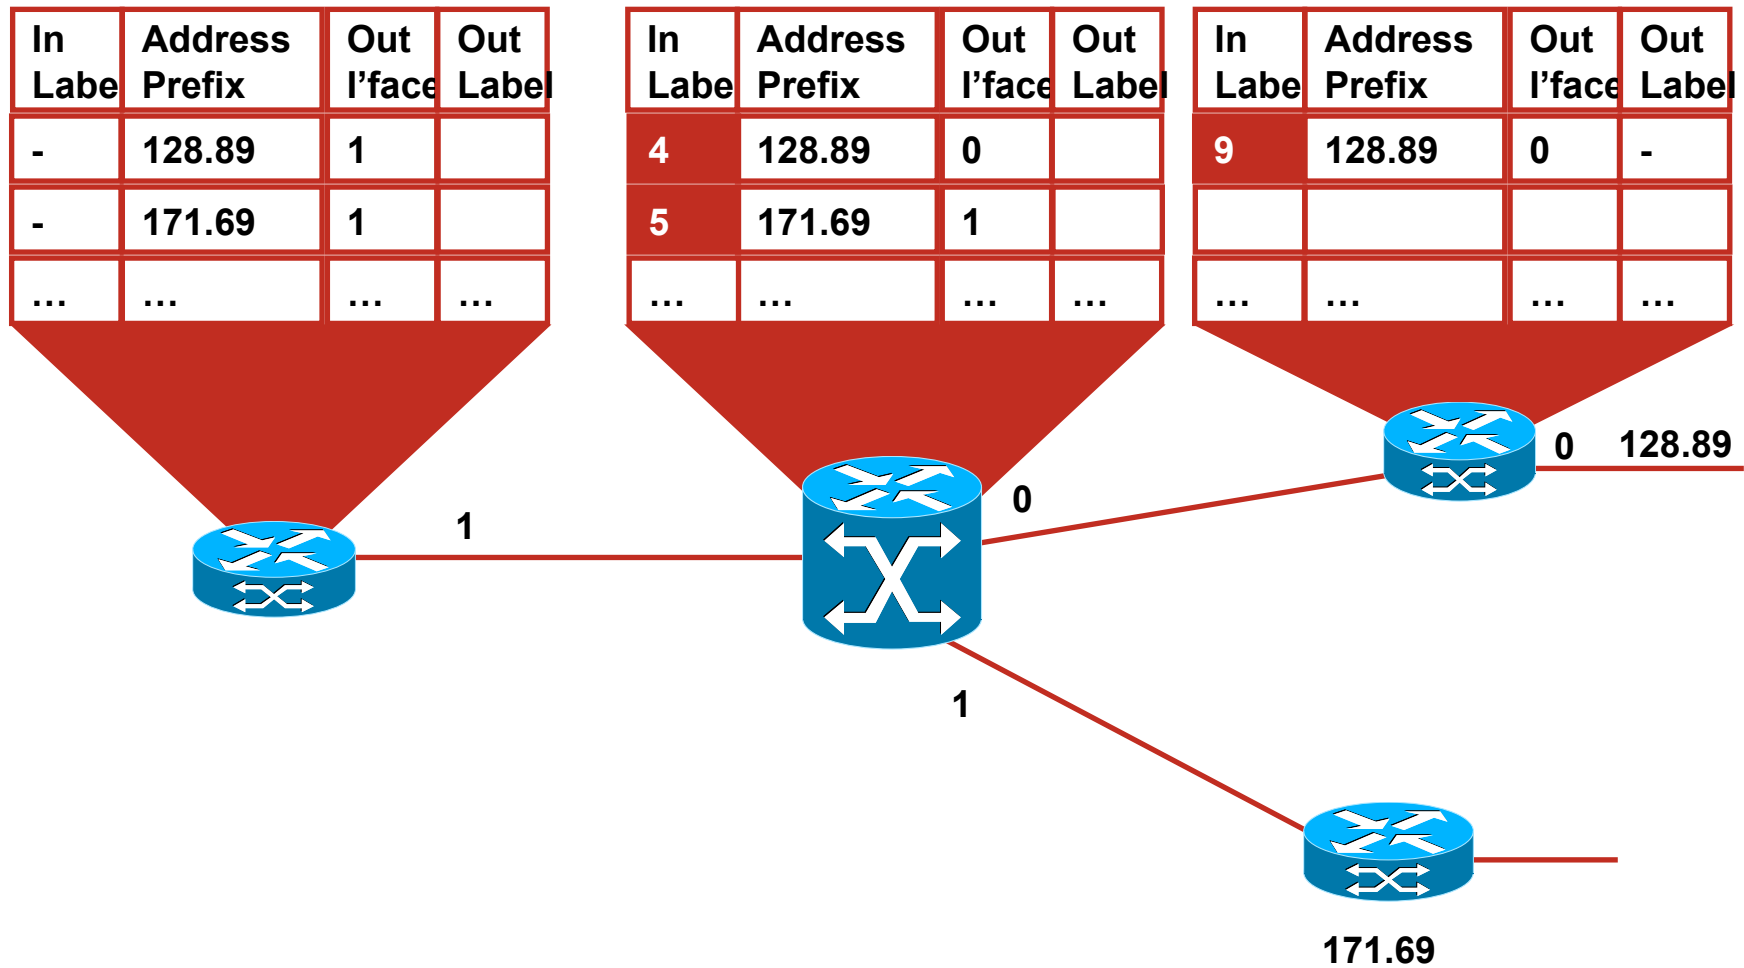 In Labe Address Prefix Out I'face Out Label
- 128.89 1
- 171.69 1
... ... ... ...
In Labe Address Prefix Out I'face Out Label
4 128.89 0
5 171.69 1
... ... ... ...
In Labe Address Prefix Out I'face Out Label
9 128.89 0 -
... ... ... ...
0 128.89
0
1
1
171.69